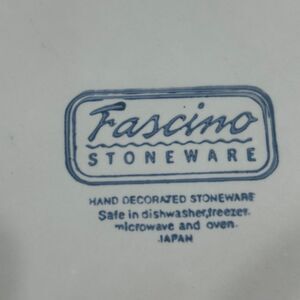 Fascino
STONEWARE
HAND DECORATED STONEWARE
Safe in dishwasher,freezer.
microwave and oven.
JAPAN